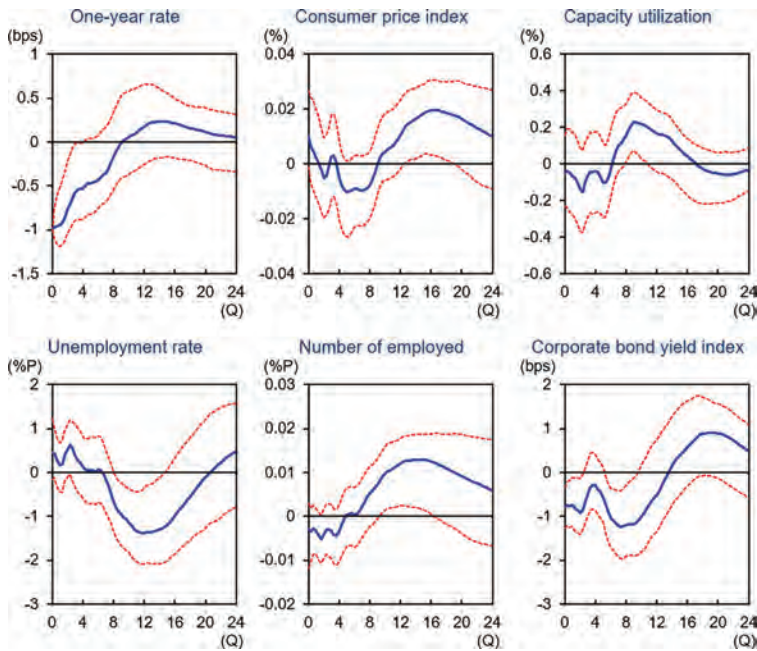 One-year rate
(bps)
1
0.5
0
-0.5
-1
-1.5
0 4 8 12 16 20 24
(Q)
Consumer price index
(%)
0.04
0.02
0
-0.02
-0.04
0 4 8 12 16 20 24
(Q)
Capacity utilization
(%)
0.6
0.4
0.2
0
-0.2
-0.4
-0.6
0 4 8 12 16 20 24
(Q)
Unemployment rate
(%P)
2
1
0
-1
-2
-3
0 4 8 12 16 20 24
(Q)
Number of employed
(%P)
0.03
0.02
0.01
0
-0.01
-0.02
0 4 8 12 16 20 24
(Q)
Corporate bond yield index
(bps)
2
1
0
-1
-2
-3
0 4 8 12 16 20 24
(Q)